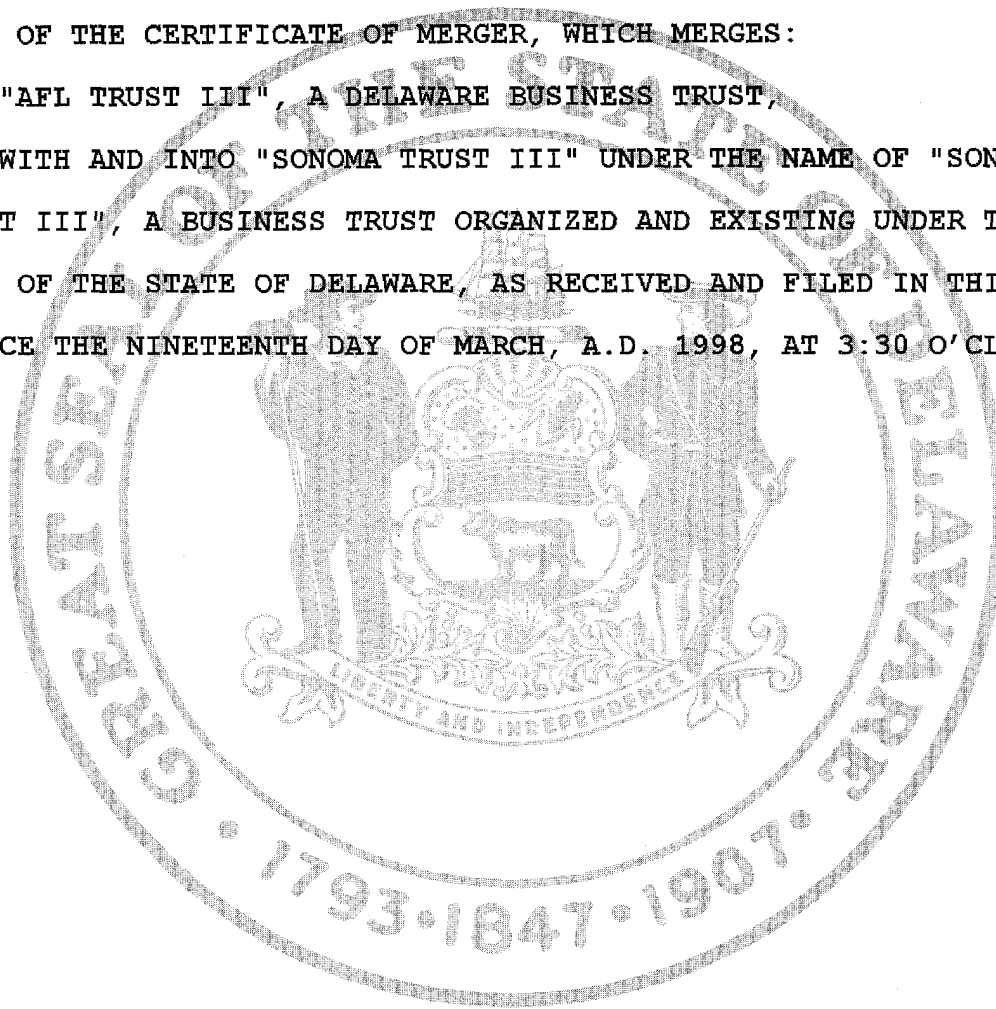 OF THE CERTIFICATE OF MERGER, WHICH MERGES:
"AFL TRUST III", A DELAWARE BUSINESS TRUST,
WITH AND INTO "SONOMA TRUST III" UNDER THE NAME OF "SON
T III", A BUSINESS TRUST ORGANIZED AND EXISTING UNDER T
OF THE STATE OF DELAWARE, AS RECEIVED AND FILED IN THI
CE THE NINETEENTH DAY OF MARCH, A.D. 1998, AT 3:30 O'CL
GREAT SEAL OF THE STATE OF DELAWARE
LIBERTY AND INDEPENDENCE
1793 • 1847 • 1907